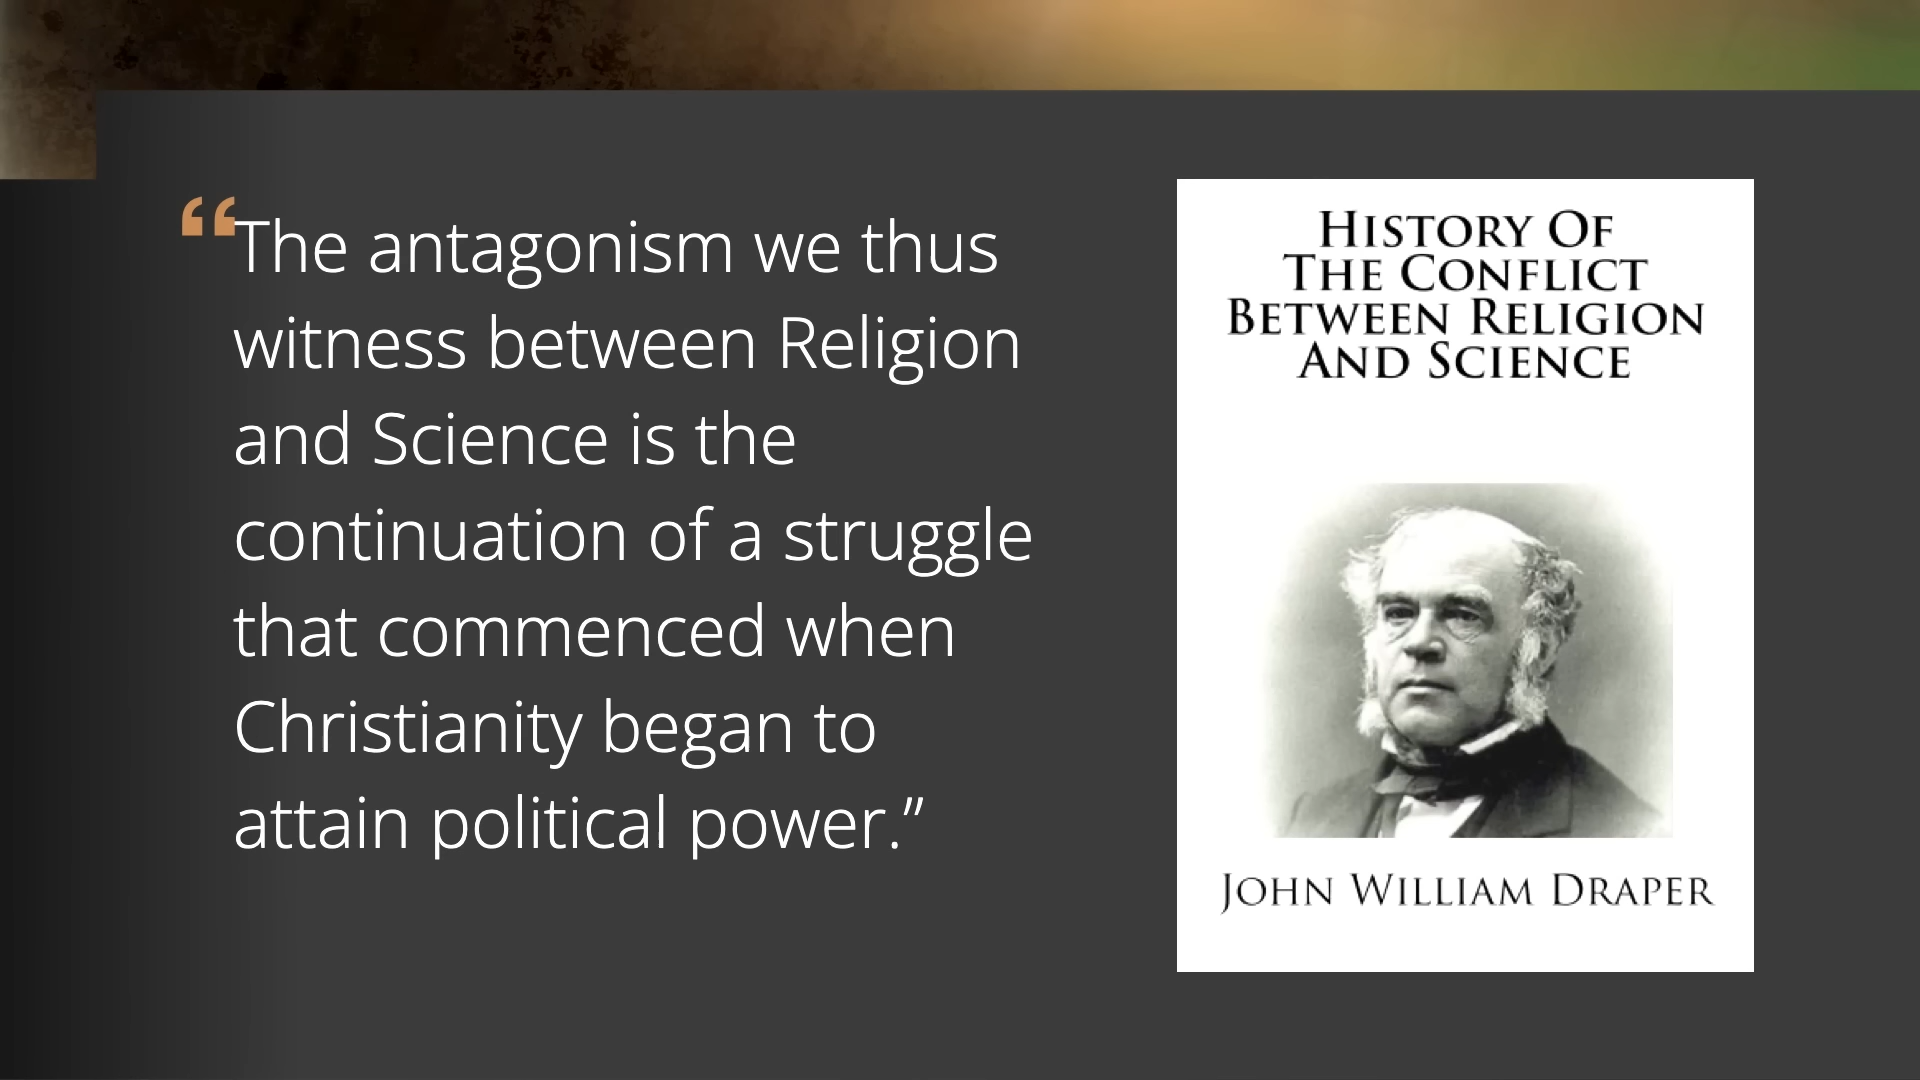 “The antagonism we thus
witness between Religion
and Science is the
continuation of a struggle
that commenced when
Christianity began to
attain political power.”
History Of
The Conflict
Between Religion
And Science
John William Draper